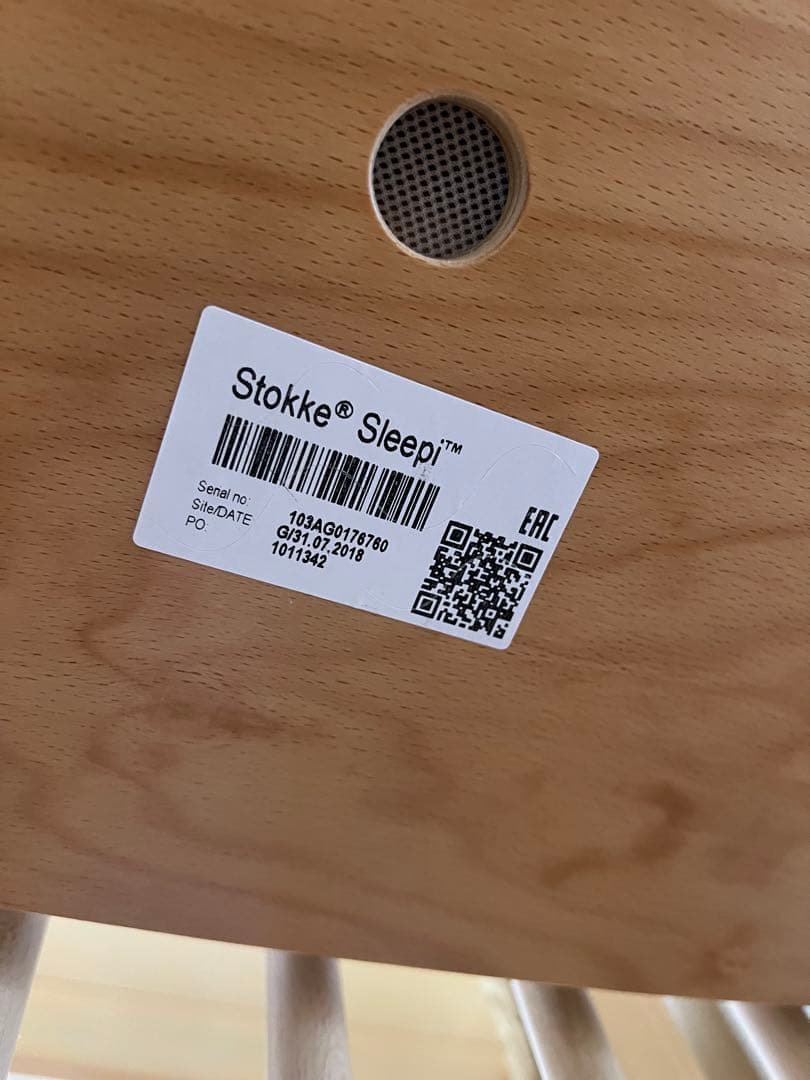 Stokke® Sleepi™
Serial no: 103AG0176760
Site/DATE G/31.07.2018
PO: 1011342
EAC